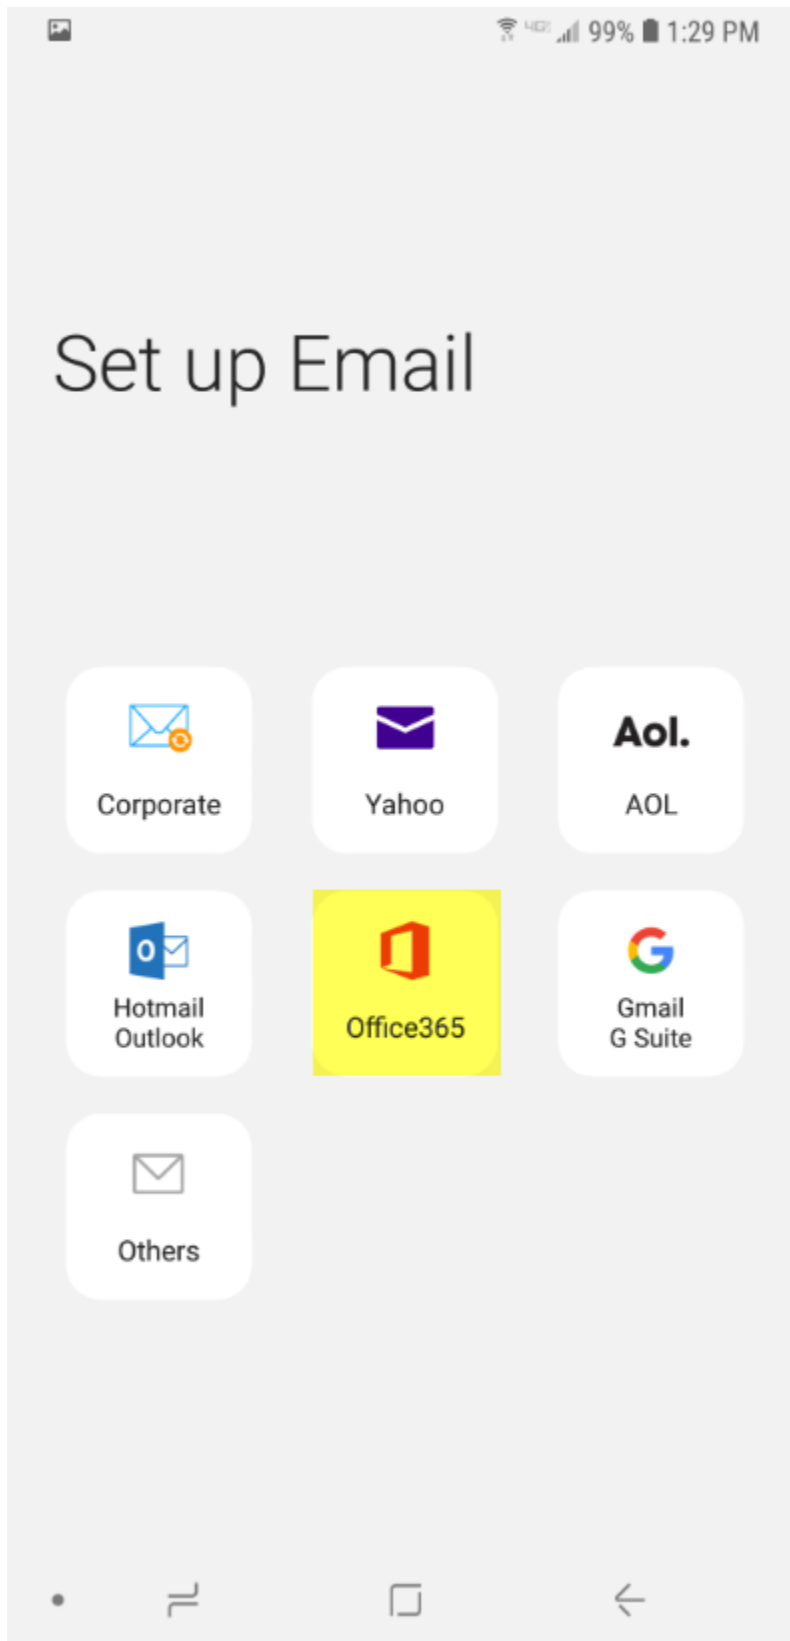 99% 1:29 PM
Set up Email
Corporate
Yahoo
Aol.
AOL
Hotmail
Outlook
Office365
Gmail
G Suite
Others